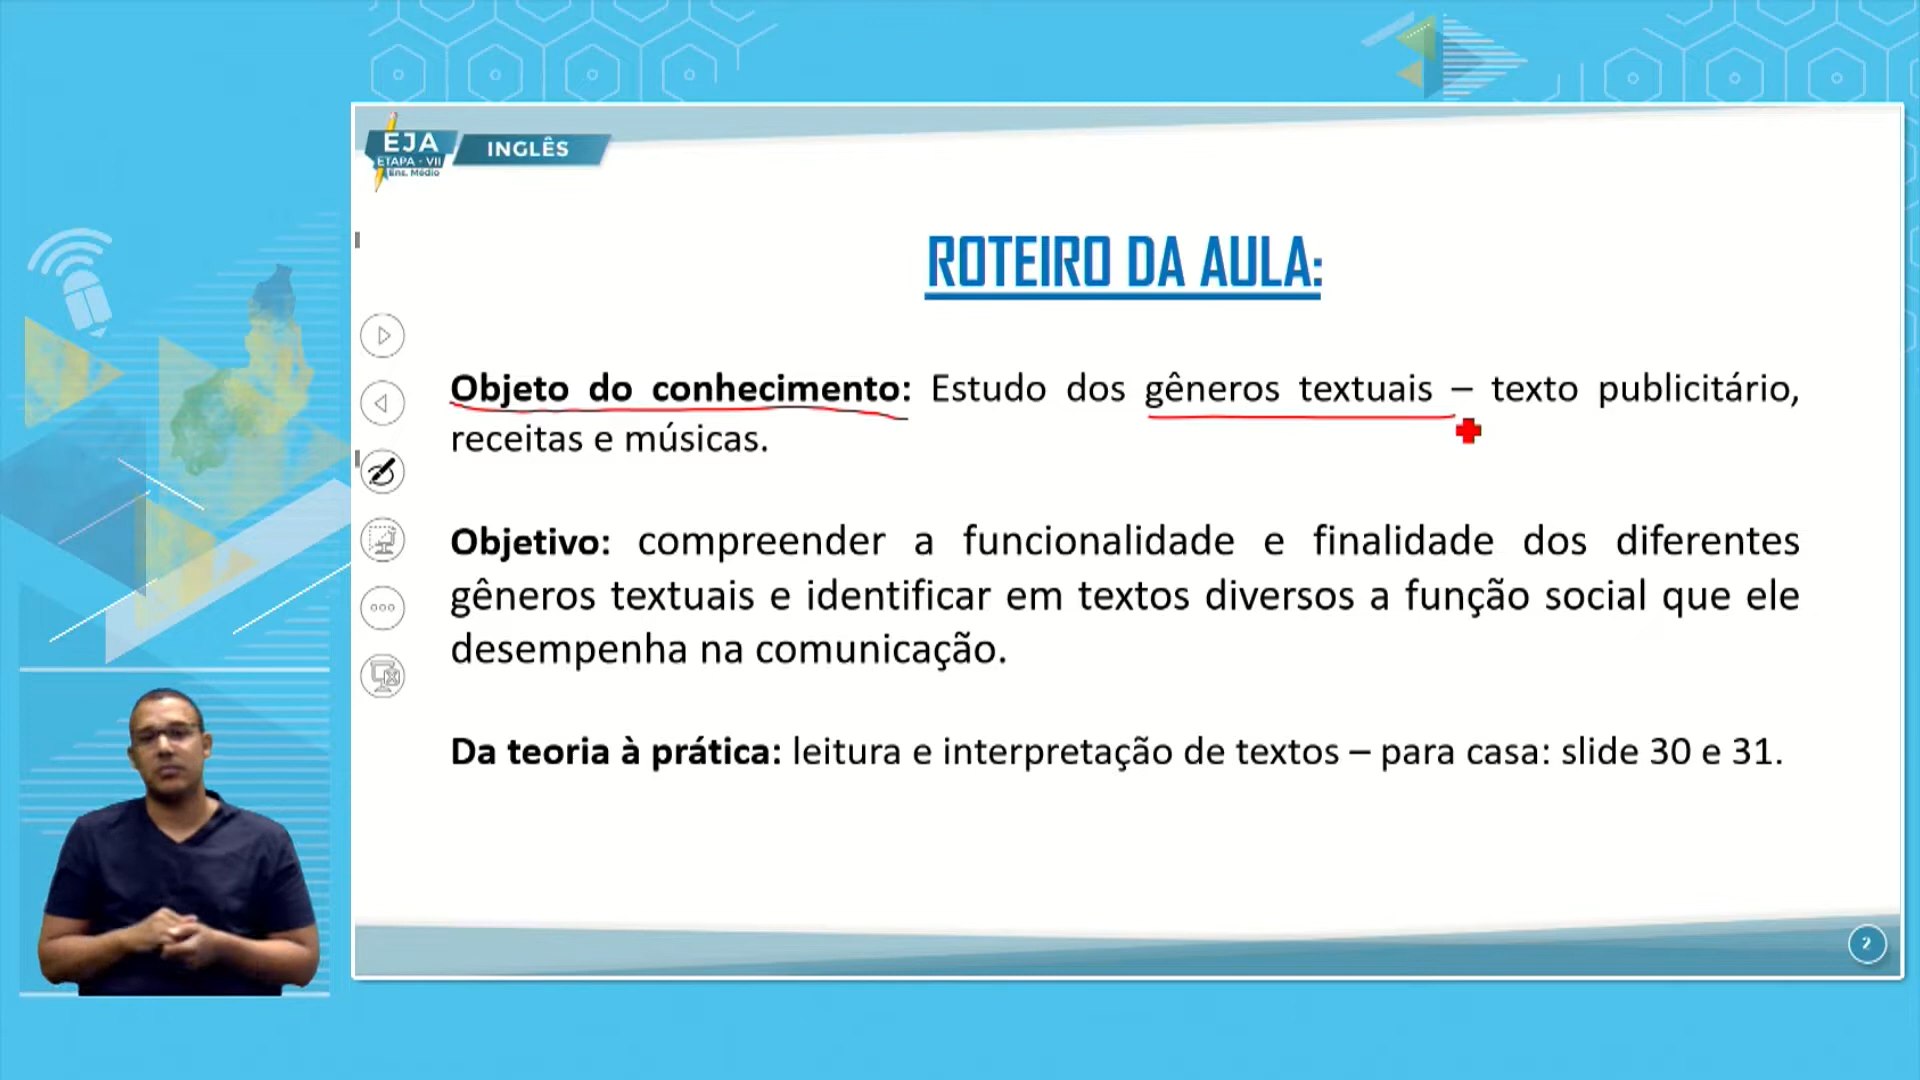 EJA
ETAPA - VII
Ens. Médio
INGLÊS
ROTEIRO DA AULA:
Objeto do conhecimento: Estudo dos gêneros textuais – texto publicitário,
receitas e músicas.
Objetivo: compreender a funcionalidade e finalidade dos diferentes
gêneros textuais e identificar em textos diversos a função social que ele
desempenha na comunicação.
Da teoria à prática: leitura e interpretação de textos – para casa: slide 30 e 31.
2